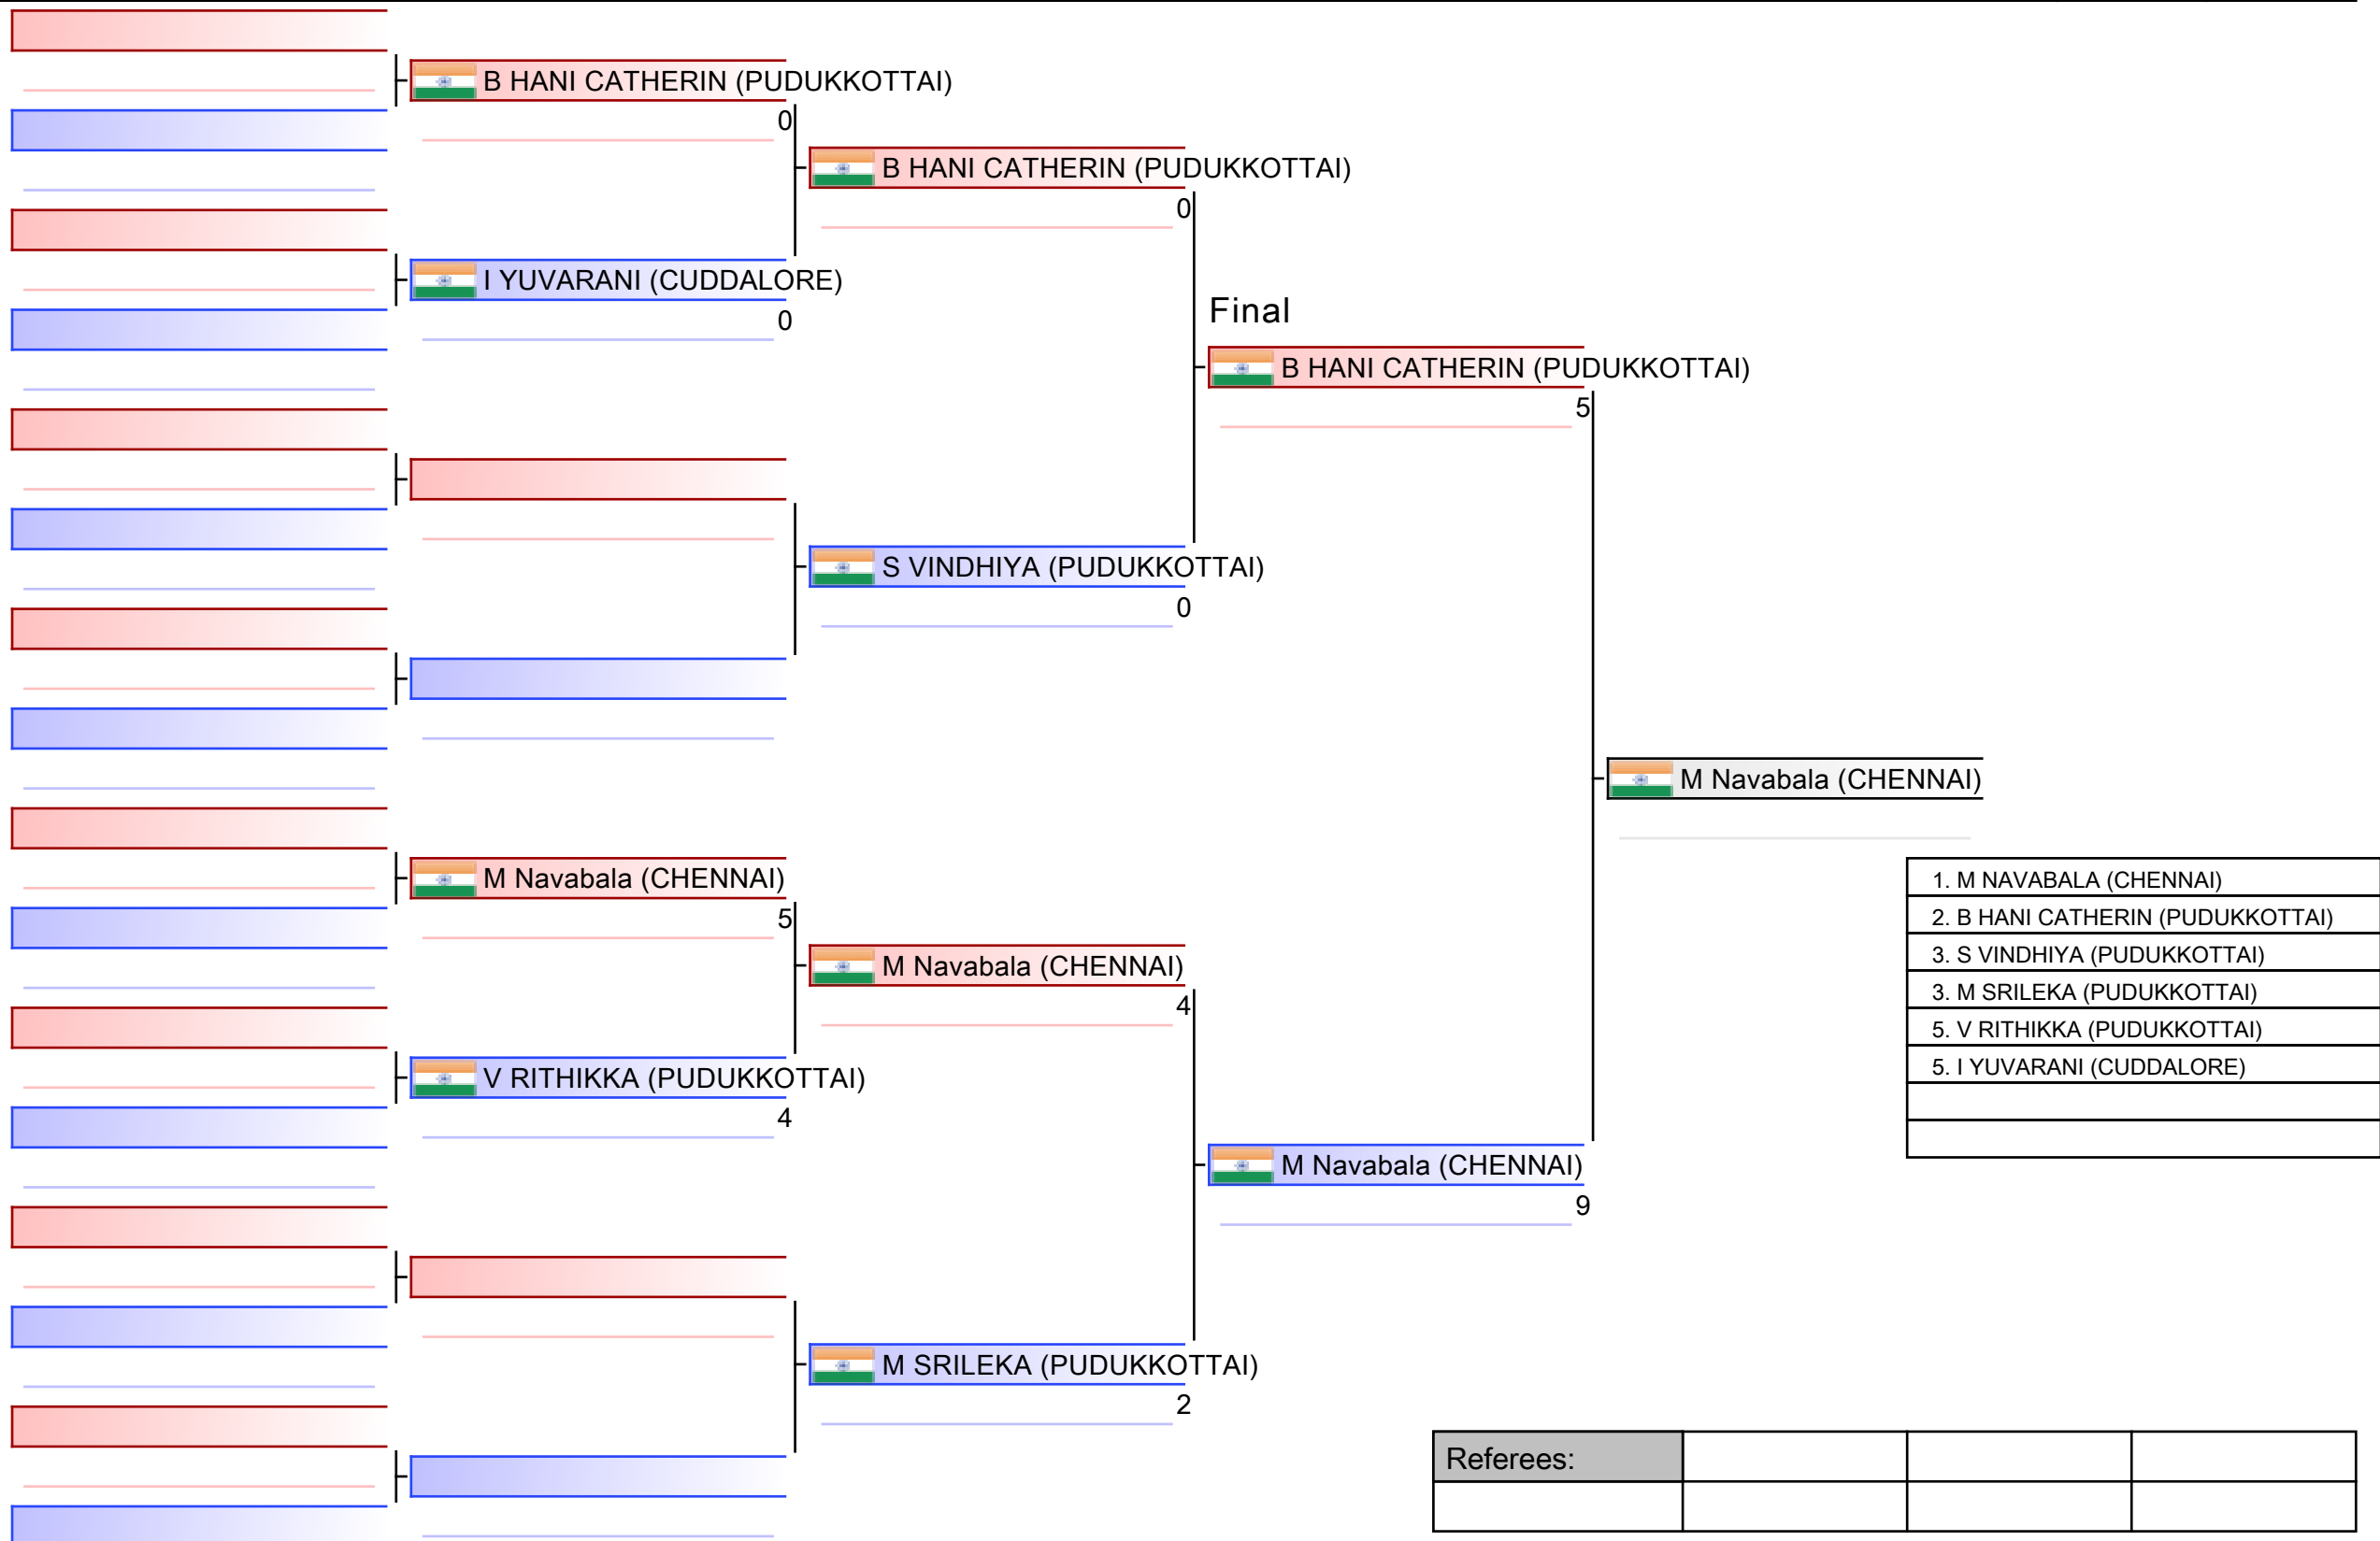 B HANI CATHERIN (PUDUKKOTTAI)
0
B HANI CATHERIN (PUDUKKOTTAI)
0
I YUVARANI (CUDDALORE)
0
Final
B HANI CATHERIN (PUDUKKOTTAI)
5
S VINDHIYA (PUDUKKOTTAI)
0
M Navabala (CHENNAI)
M Navabala (CHENNAI)
5
M Navabala (CHENNAI)
4
V RITHIKKA (PUDUKKOTTAI)
4
M Navabala (CHENNAI)
9
M SRILEKA (PUDUKKOTTAI)
2
1. M NAVABALA (CHENNAI)
2. B HANI CATHERIN (PUDUKKOTTAI)
3. S VINDHIYA (PUDUKKOTTAI)
3. M SRILEKA (PUDUKKOTTAI)
5. V RITHIKKA (PUDUKKOTTAI)
5. I YUVARANI (CUDDALORE)
Referees: